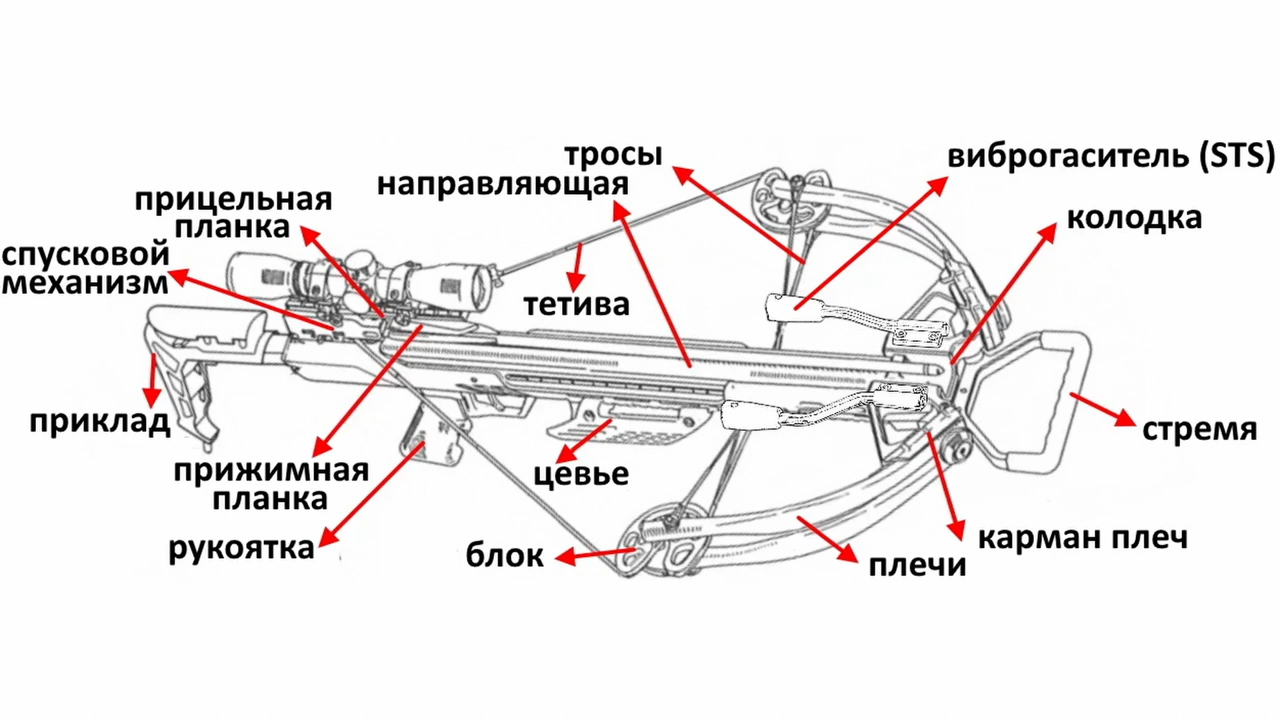 тросы
виброгаситель (STS)
направляющая
прицельная
планка
колодка
спусковой
механизм
тетива
приклад
стремя
прижимная
планка
цевье
рукоятка
блок
карман плеч
плечи